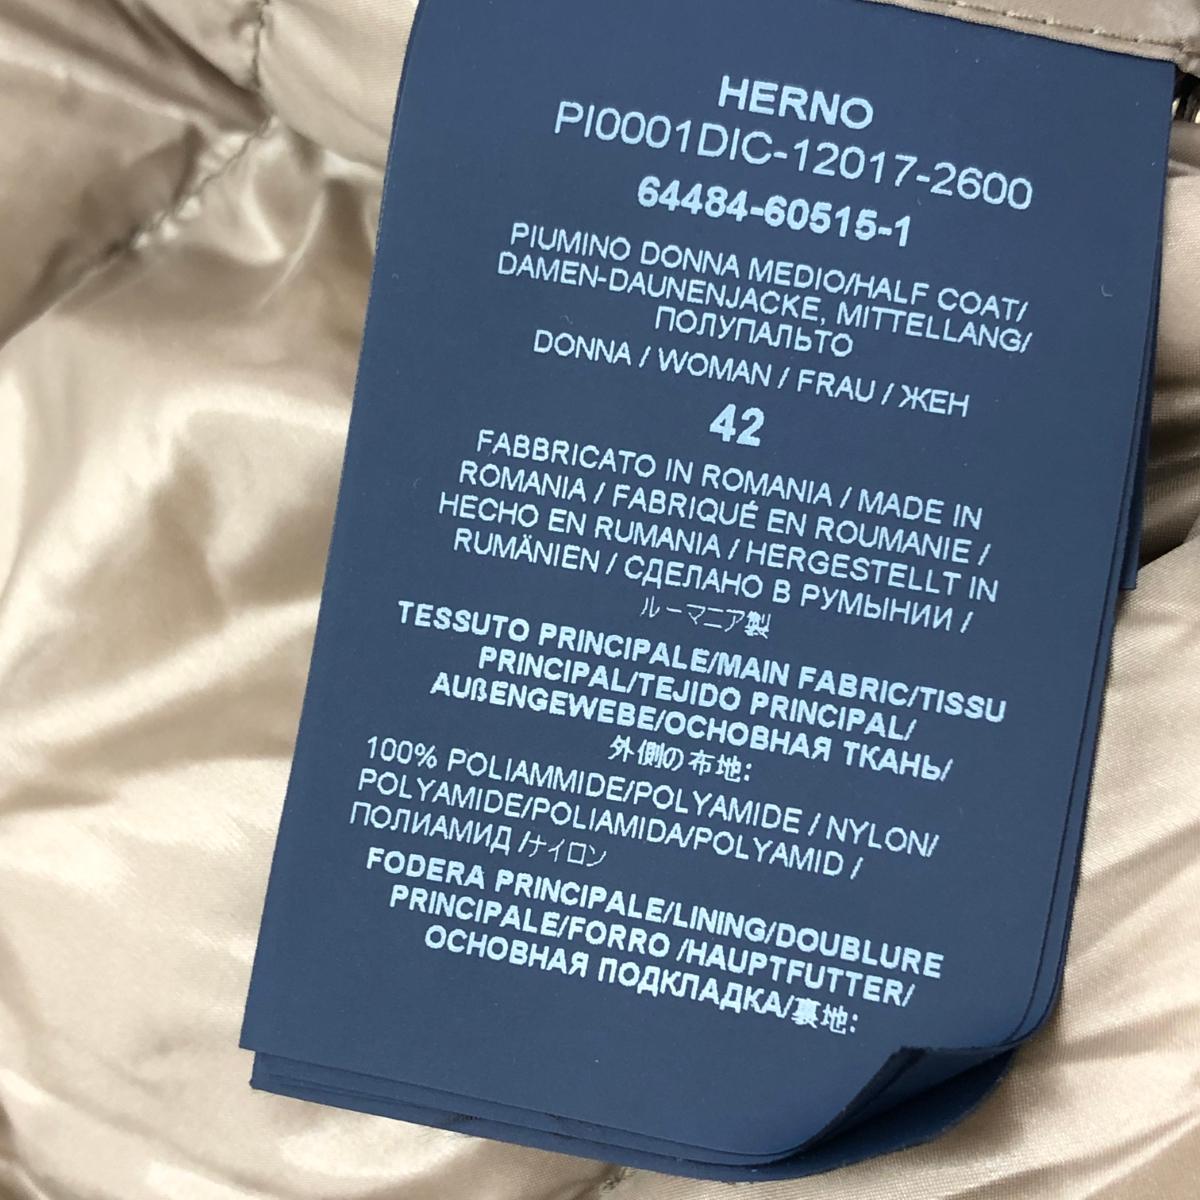 HERNO
PI0001DIC-12017-2600
64484-60515-1
PIUMINO DONNA MEDIO/HALF COAT/
DAMEN-DAUNENJACKE, MITTELLANG/
ПОЛУПАЛЬТО
DONNA / WOMAN / FRAU / ЖЕН
42
FABBRICATO IN ROMANIA / MADE IN
ROMANIA / FABRIQUÉ EN ROUMANIE /
HECHO EN RUMANIA / HERGESTELLT IN
RUMÄNIEN / СДЕЛАНО В РУМЫНИИ /
ルーマニア製
TESSUTO PRINCIPALE/MAIN FABRIC/TISSU
PRINCIPAL/TEJIDO PRINCIPAL/
AUßENGEWEBE/ОСНОВНАЯ ТКАНЬ/
外側の布地:
100% POLIAMMIDE/POLYAMIDE / NYLON/
POLYAMIDE/POLIAMIDA/POLYAMID /
ПОЛИАМИД /ナイロン
FODERA PRINCIPALE/LINING/DOUBLURE
PRINCIPALE/FORRO /HAUPTFUTTER/
ОСНОВНАЯ ПОДКЛАДКА/裏地: